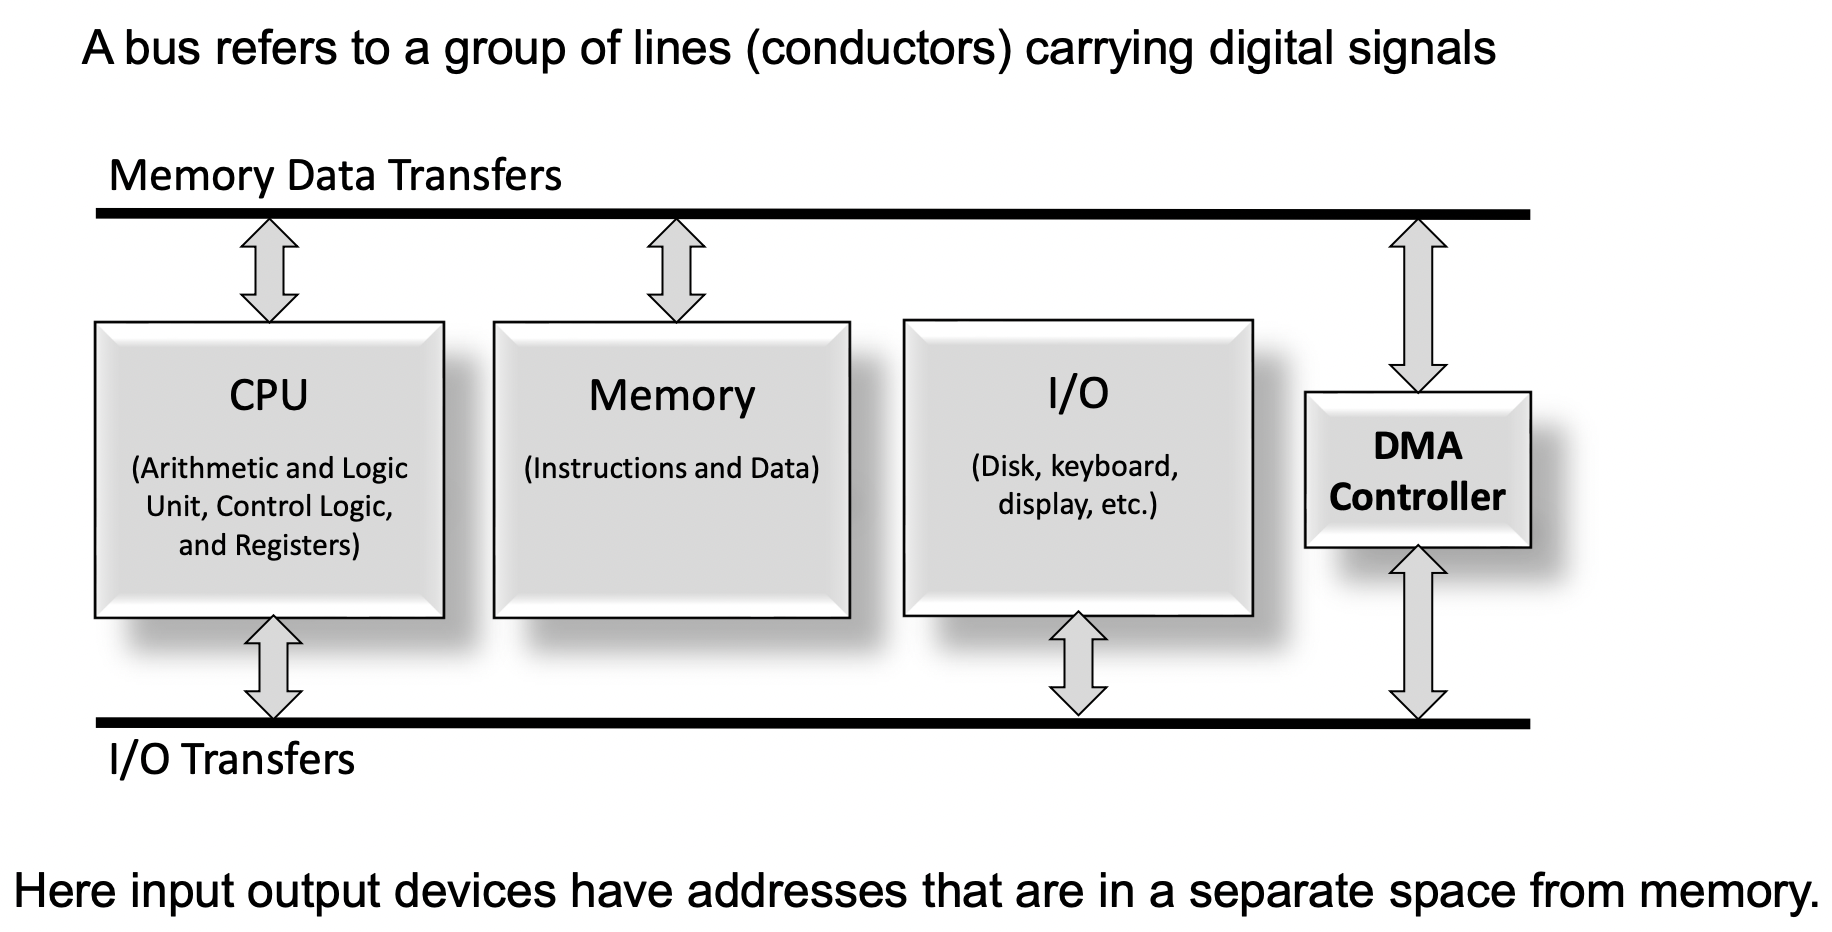 A bus refers to a group of lines (conductors) carrying digital signals
Memory Data Transfers
CPU
(Arithmetic and Logic
Unit, Control Logic,
and Registers)
Memory
(Instructions and Data)
I/O
(Disk, keyboard,
display, etc.)
DMA
Controller
I/O Transfers
Here input output devices have addresses that are in a separate space from memory.